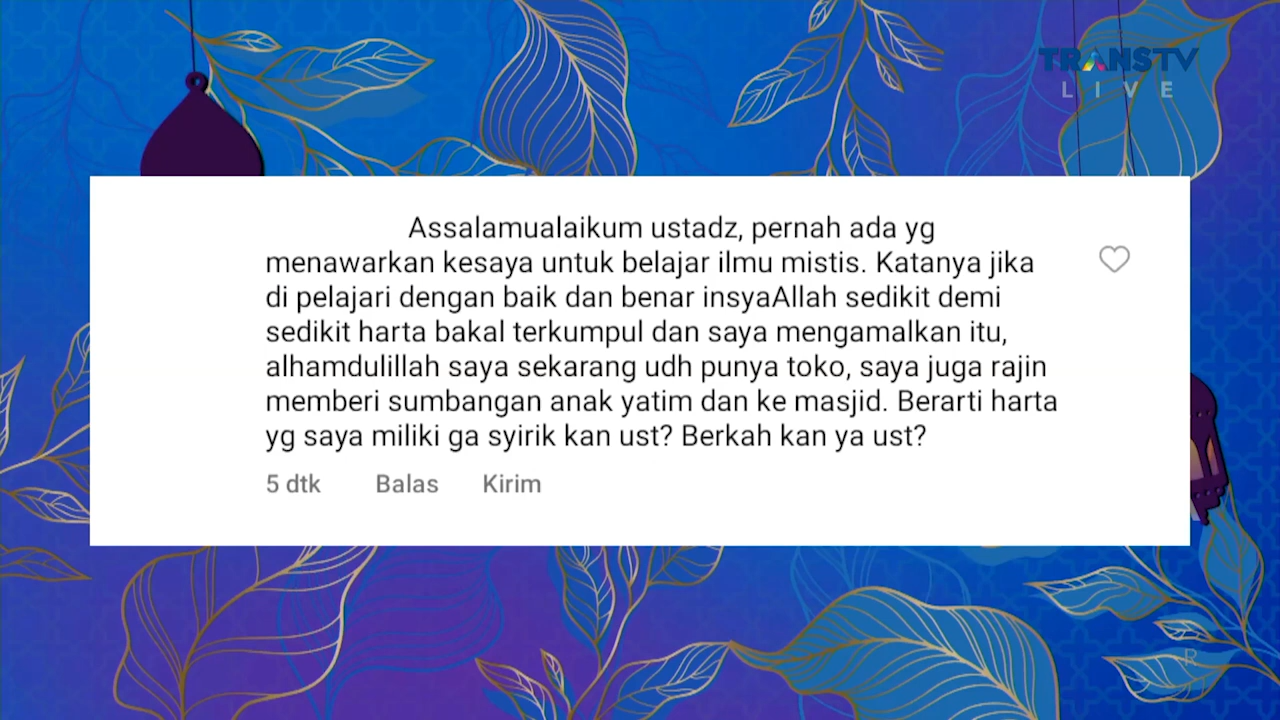 TRANSTV
LIVE
Assalamualaikum ustadz, pernah ada yg
menawarkan kesaya untuk belajar ilmu mistis. Katanya jika
di pelajari dengan baik dan benar insyaAllah sedikit demi
sedikit harta bakal terkumpul dan saya mengamalkan itu,
alhamdulillah saya sekarang udh punya toko, saya juga rajin
memberi sumbangan anak yatim dan ke masjid. Berarti harta
yg saya miliki ga syirik kan ust? Berkah kan ya ust?
5 dtk Balas Kirim
R